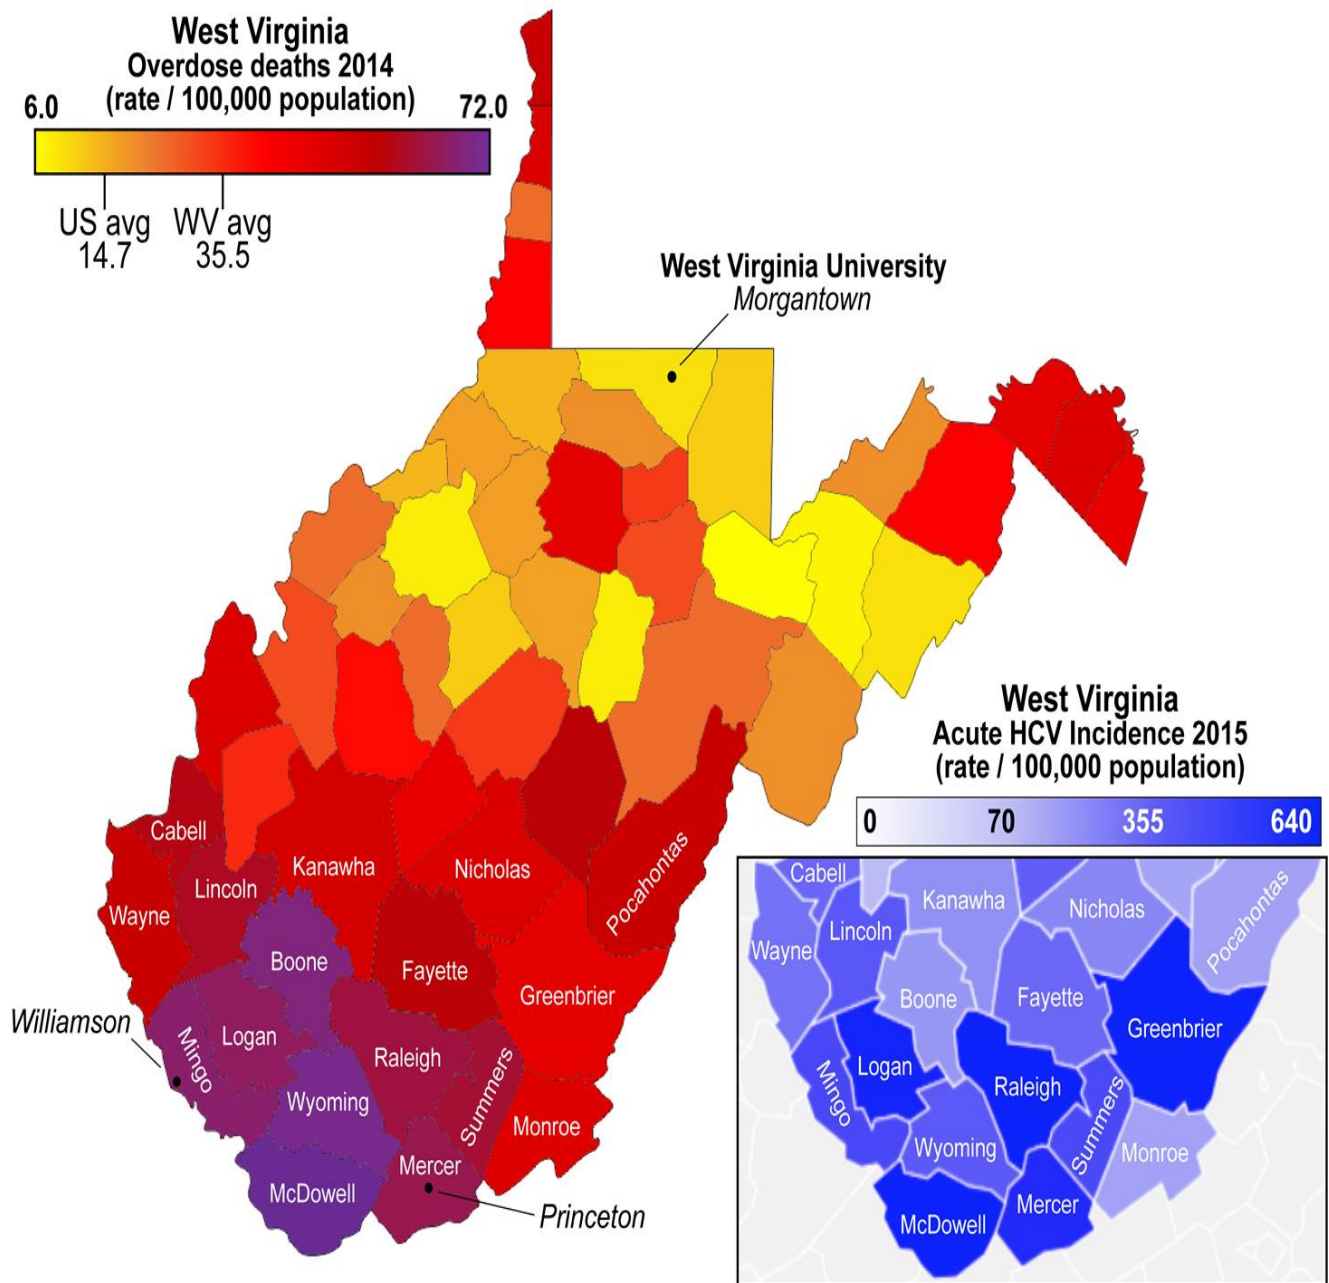 West Virginia
Overdose deaths 2014
(rate / 100,000 population)
6.0
72.0
US avg
14.7
WV avg
35.5
West Virginia University
Morgantown
Cabell
Kanawha
Nicholas
Pocahontas
Lincoln
Wayne
Boone
Fayette
Greenbrier
Williamson
Mingo
Logan
Raleigh
Summers
Wyoming
Monroe
Mercer
McDowell
Princeton
West Virginia
Acute HCV Incidence 2015
(rate / 100,000 population)
0
70
355
640
Cabell
Kanawha
Nicholas
Pocahontas
Lincoln
Wayne
Boone
Fayette
Greenbrier
Mingo
Logan
Raleigh
Summers
Wyoming
Monroe
Mercer
McDowell